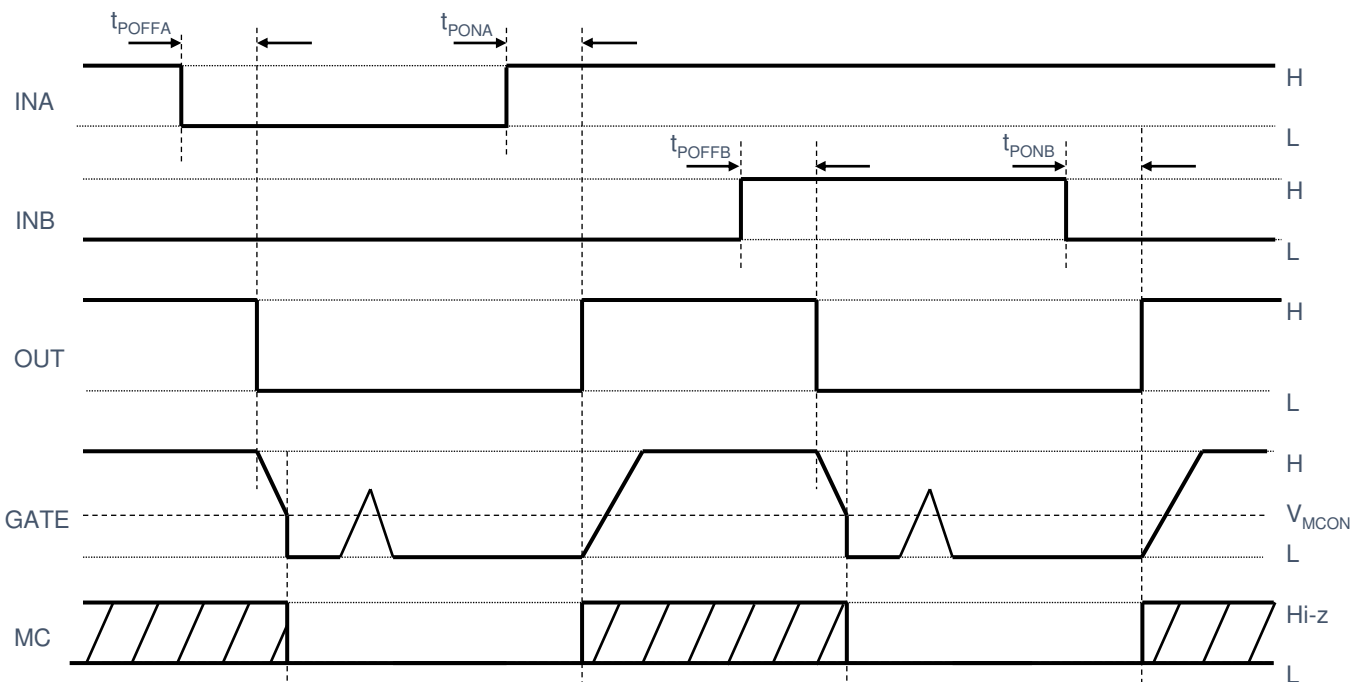 tPOFFA
tPONA
INA
H
L
tPOFFB
tPONB
INB
H
L
OUT
H
L
GATE
H
VMCON
L
MC
Hi-z
L